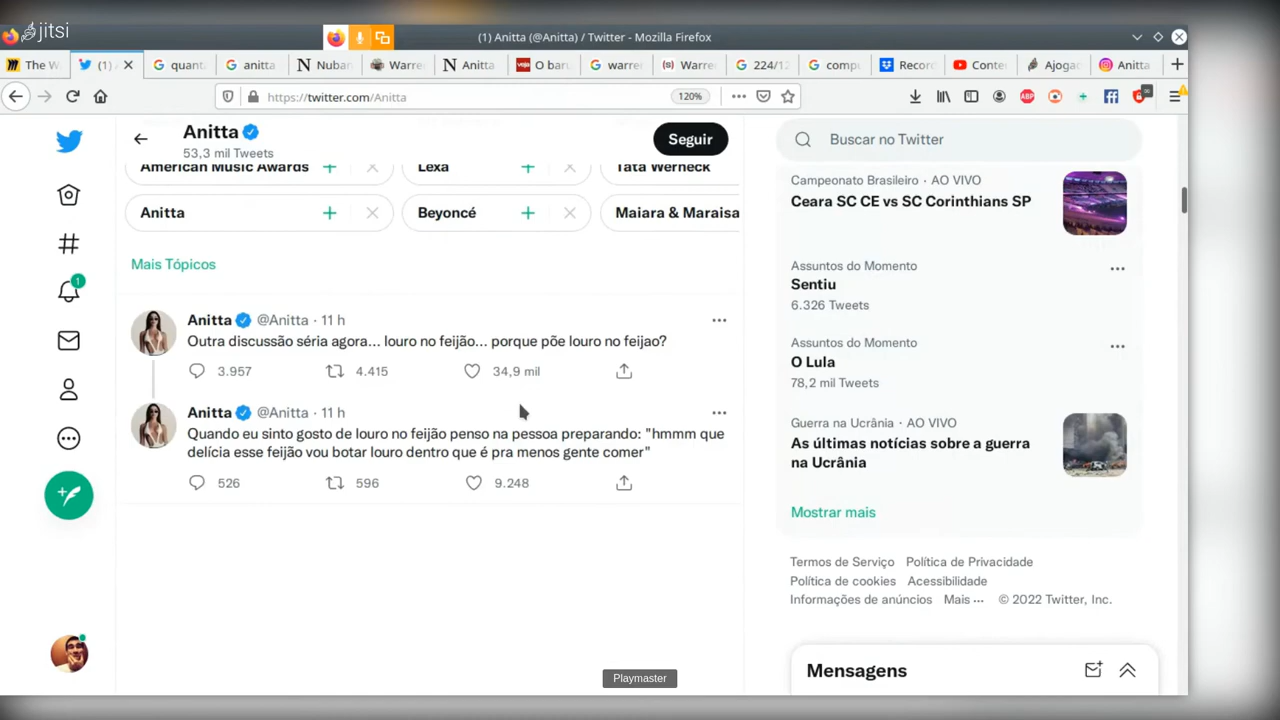 jitsi
(1) Anitta (@Anitta) / Twitter - Mozilla Firefox
The W
(1)
quant
anitta
Nubar
Warre
Anitta
O bar
warre
Warre
224/12
comp
Record
Conte
Ajoga
Anitta
https://twitter.com/Anitta
120%
ABP
Anitta
53,3 mil Tweets
Seguir
Buscar no Twitter
American Music Awards
Lexa
Tata Werneck
Anitta
Beyoncé
Maiara & Maraisa
Mais Tópicos
Anitta @Anitta · 11 h
Outra discussão séria agora... louro no feijão... porque põe louro no feijao?
3.957 4.415 34,9 mil
Anitta @Anitta · 11 h
Quando eu sinto gosto de louro no feijão penso na pessoa preparando: "hmmm que
delícia esse feijão vou botar louro dentro que é pra menos gente comer"
526 596 9.248
1
Campeonato Brasileiro · AO VIVO
Ceara SC CE vs SC Corinthians SP
Assuntos do Momento
Sentiu
6.326 Tweets
Assuntos do Momento
O Lula
78,2 mil Tweets
Guerra na Ucrânia · AO VIVO
As últimas notícias sobre a guerra
na Ucrânia
Mostrar mais
Termos de Serviço Política de Privacidade
Política de cookies Acessibilidade
Informações de anúncios Mais ··· © 2022 Twitter, Inc.
Mensagens
Playmaster